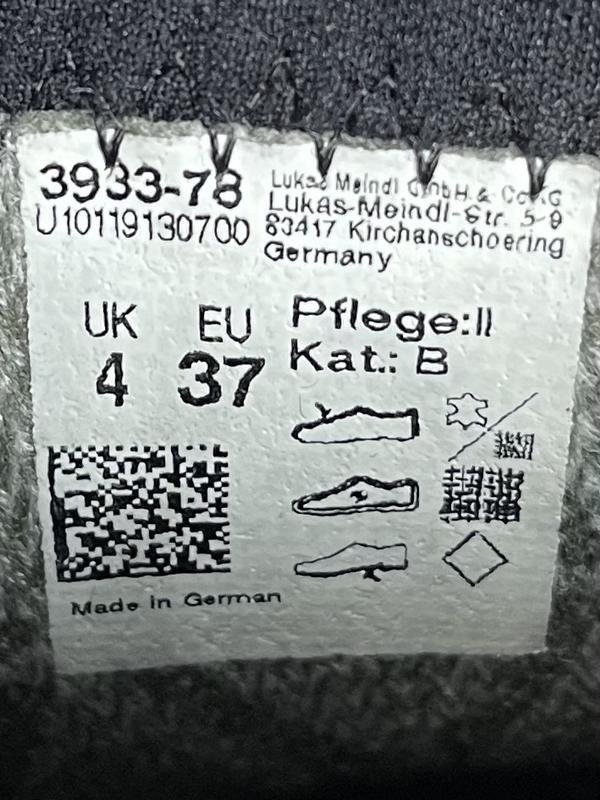 3933-78
U10119130700
Lukas Meindl GmbH & Co.KG
Lukas-Meindl-Str. 5-9
83417 Kirchanschoering
Germany
UK EU
4 37
Pflege:II
Kat.: B
Made in German